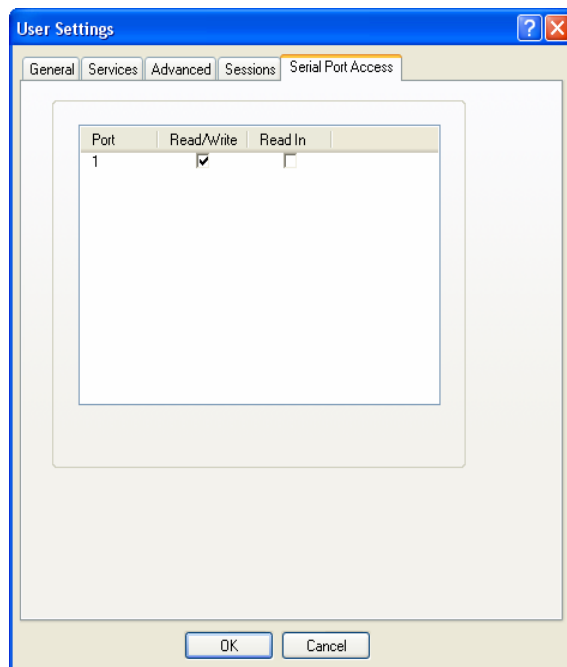 User Settings
General Services Advanced Sessions Serial Port Access
Port Read/Write Read In
1
OK Cancel